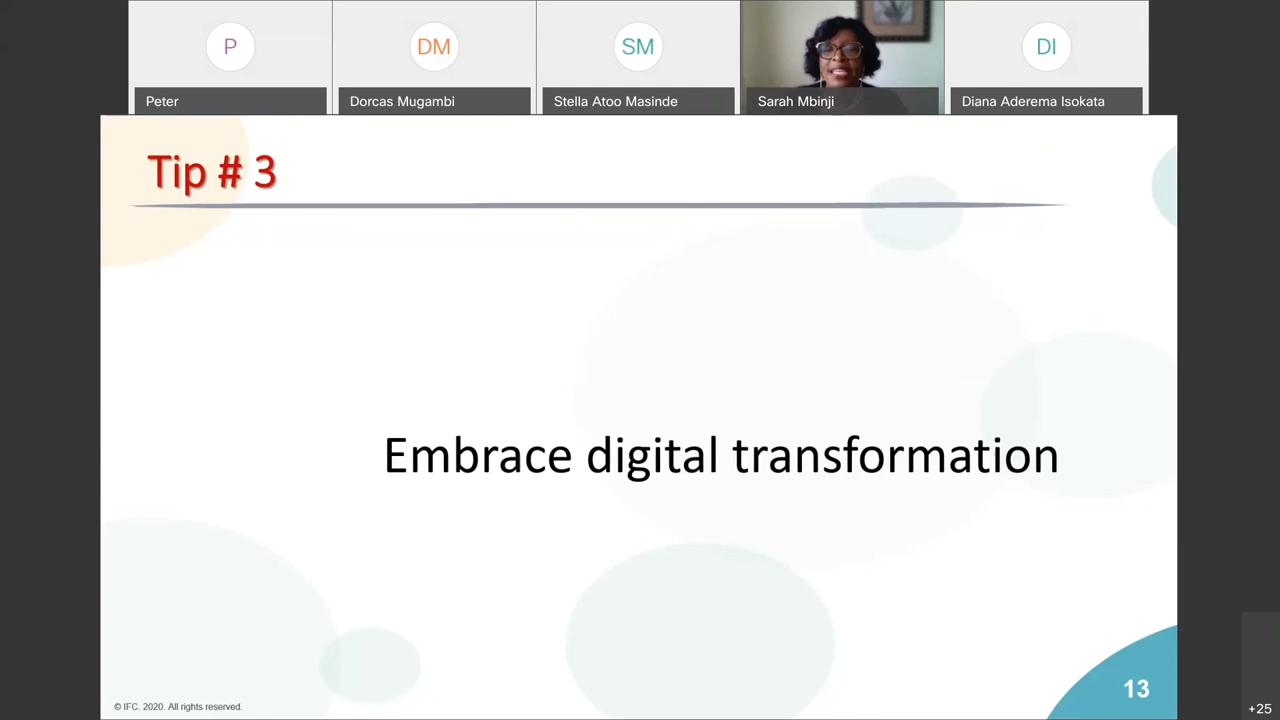 P
DM
SM
DI
Peter
Dorcas Mugambi
Stella Atoo Masinde
Sarah Mbinji
Diana Aderema Isokata
Tip # 3
Embrace digital transformation
13
© IFC. 2020. All rights reserved.
+25